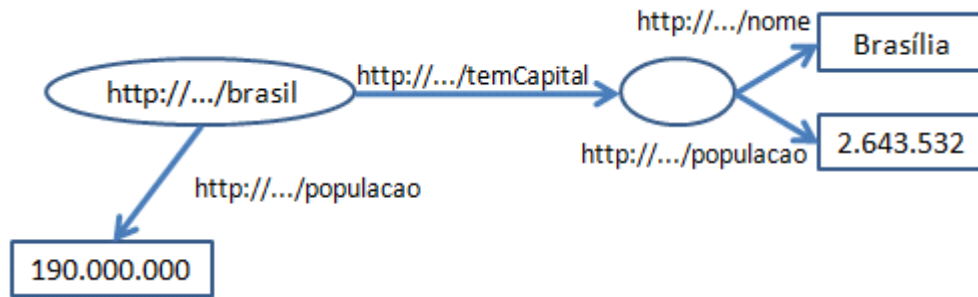 http://.../nome
Brasília
http://.../brasil
http://.../temCapital
http://.../populacao
2.643.532
http://.../populacao
190.000.000